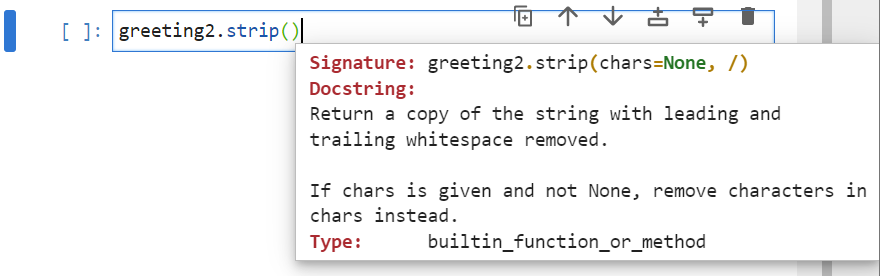 [ ]: greeting2.strip()
Signature: greeting2.strip(chars=None, /)
Docstring:
Return a copy of the string with leading and
trailing whitespace removed.
If chars is given and not None, remove characters in
chars instead.
Type: builtin_function_or_method